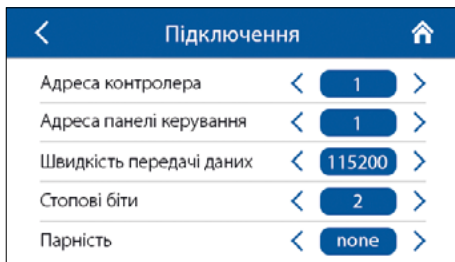 Підключення
Адреса контролера 1
Адреса панелі керування 1
Швидкість передачі даних 115200
Стопові біти 2
Парність none